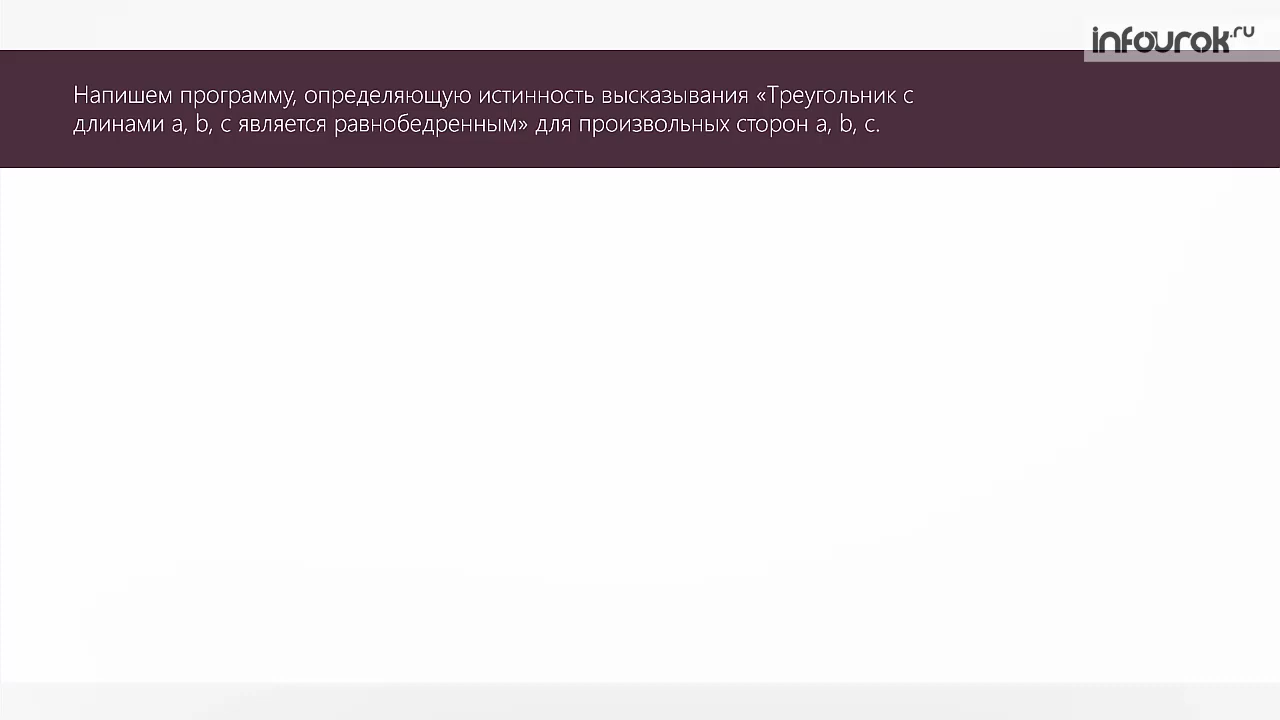 infourok.ru
Напишем программу, определяющую истинность высказывания «Треугольник с
длинами a, b, c является равнобедренным» для произвольных сторон a, b, c.